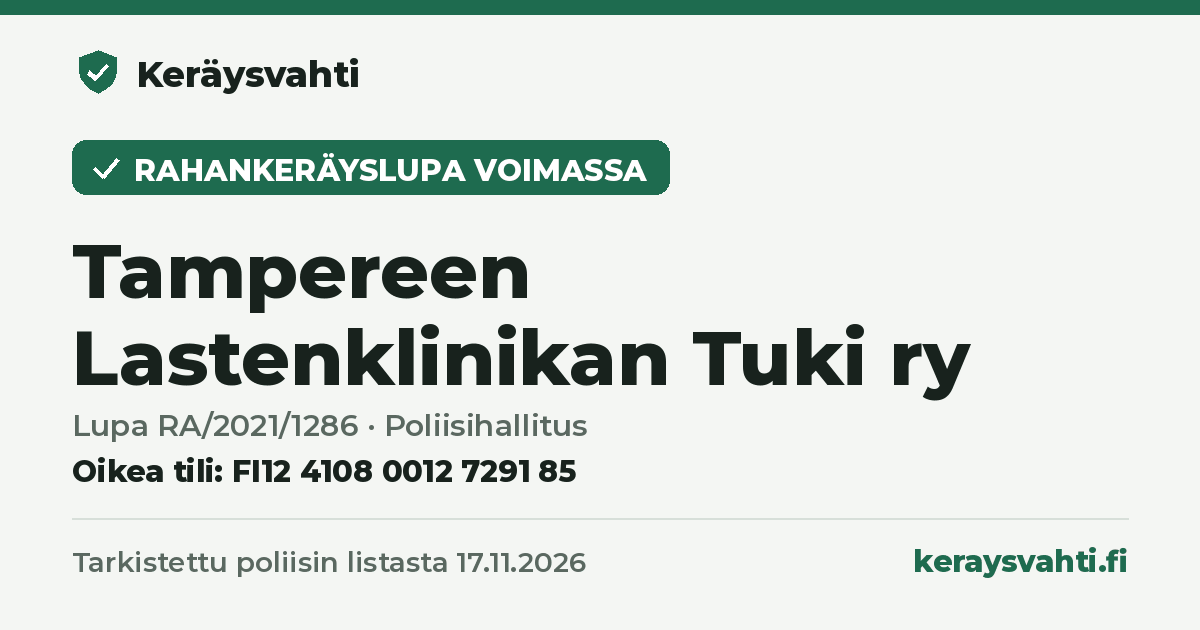 Keräysvahti
RAHANKERÄYSLUPA VOIMASSA
Tampereen
Lastenklinikan Tuki ry
Lupa RA/2021/1286 · Poliisihallitus
Oikea tili: FI12 4108 0012 7291 85
Tarkistettu poliisin listasta 17.11.2026
keraysvahti.fi